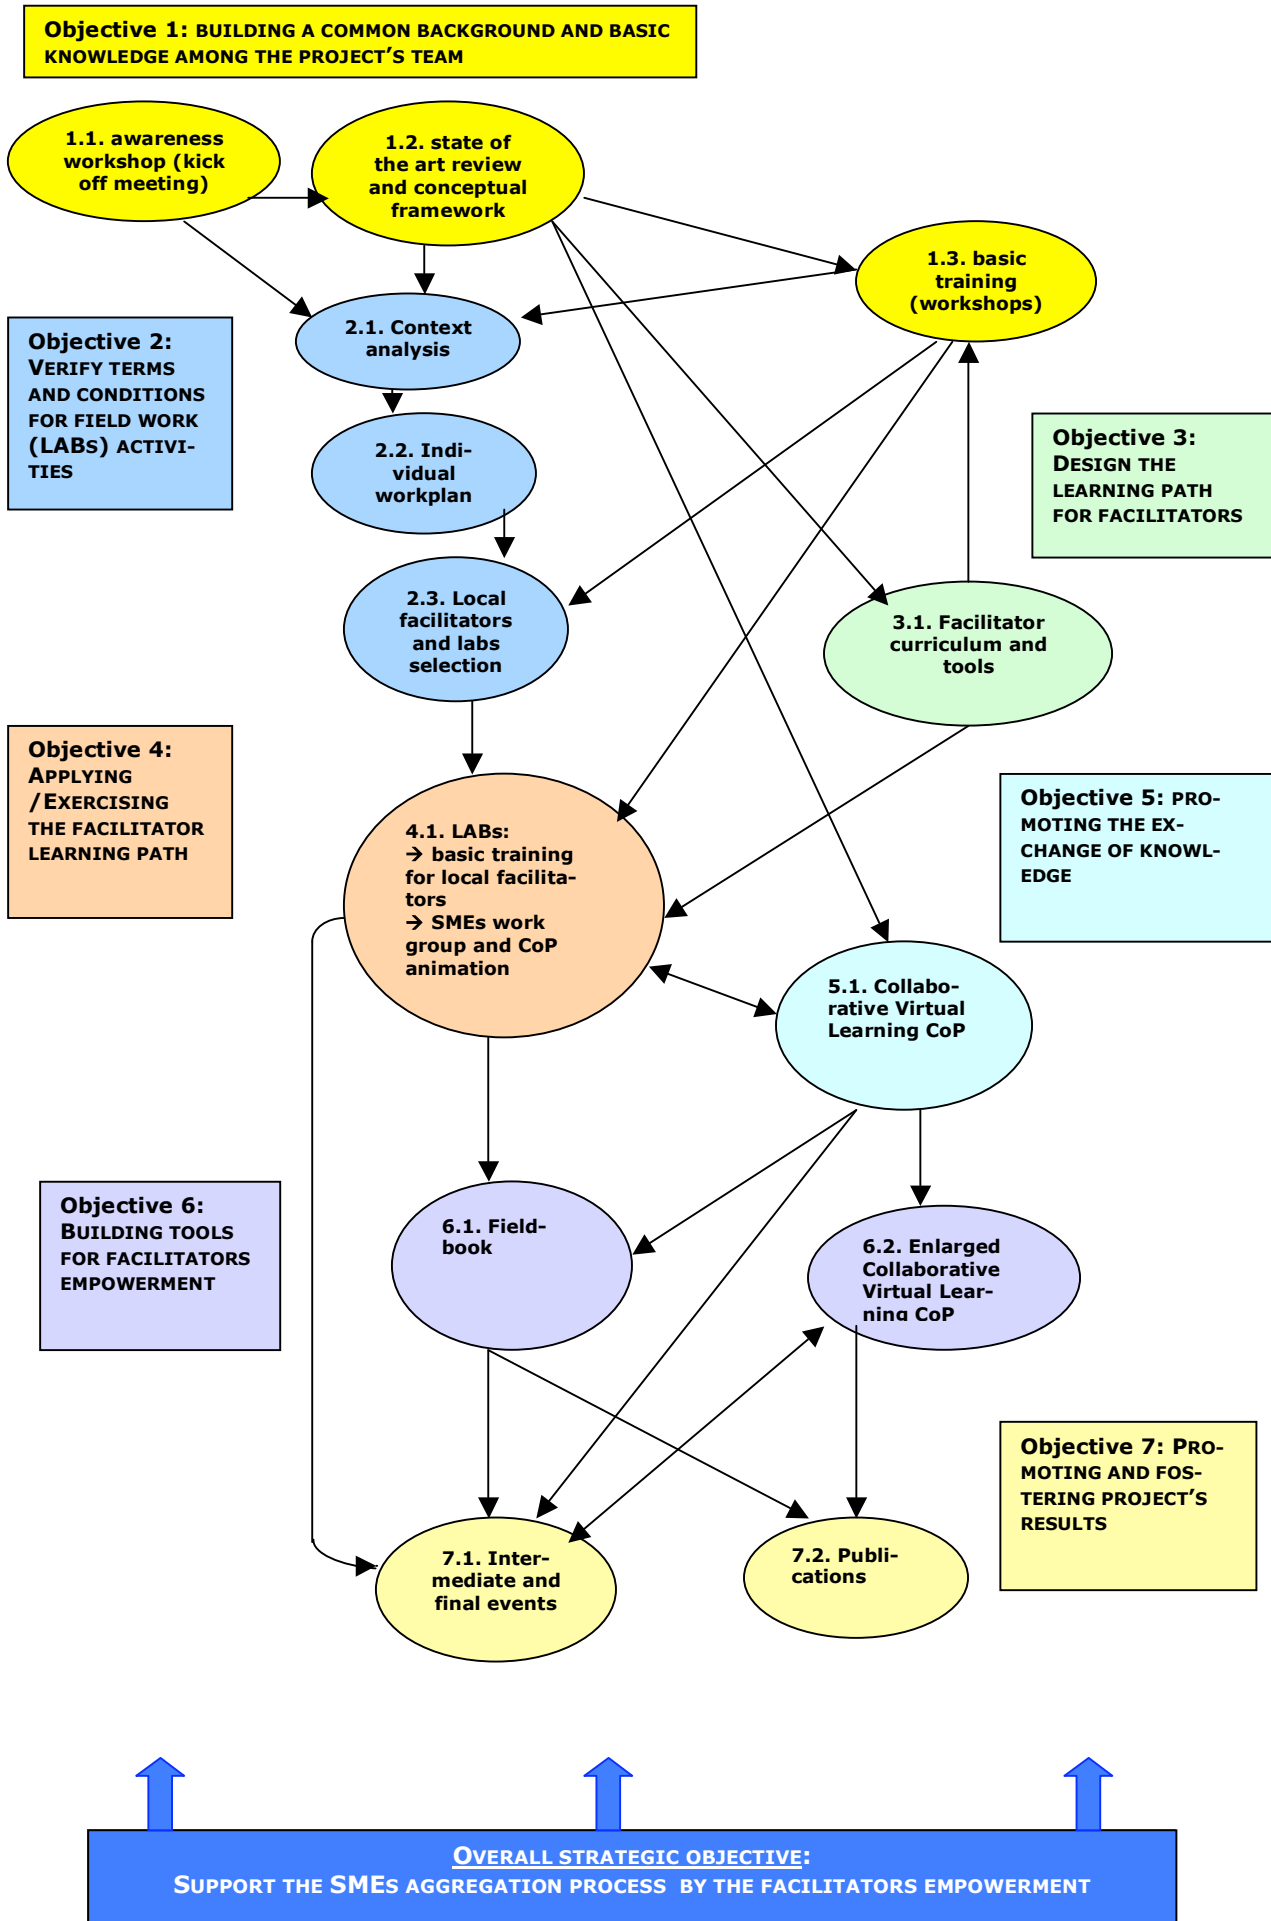 Objective 1: BUILDING A COMMON BACKGROUND AND BASIC
KNOWLEDGE AMONG THE PROJECT'S TEAM
1.1. awareness
workshop (kick
off meeting)
1.2. state of
the art review
and conceptual
framework
1.3. basic
training
(workshops)
2.1. Context
analysis
Objective 2:
VERIFY TERMS
AND CONDITIONS
FOR FIELD WORK
(LABS) ACTIVI-
TIES
2.2. Indi-
vidual
workplan
Objective 3:
DESIGN THE
LEARNING PATH
FOR FACILITATORS
2.3. Local
facilitators
and labs
selection
3.1. Facilitator
curriculum and
tools
Objective 4:
APPLYING
/EXERCISING
THE FACILITATOR
LEARNING PATH
4.1. LABs:
→ basic training
for local facilita-
tors
→ SMEs work
group and CoP
animation
Objective 5: PRO-
MOTING THE EX-
CHANGE OF KNOWL-
EDGE
5.1. Collabo-
rative Virtual
Learning CoP
Objective 6:
BUILDING TOOLS
FOR FACILITATORS
EMPOWERMENT
6.1. Field-
book
6.2. Enlarged
Collaborative
Virtual Lear-
ning CoP
Objective 7: PRO-
MOTING AND FOS-
TERING PROJECT'S
RESULTS
7.1. Inter-
mediate and
final events
7.2. Publi-
cations
OVERALL STRATEGIC OBJECTIVE:
SUPPORT THE SMES AGGREGATION PROCESS BY THE FACILITATORS EMPOWERMENT